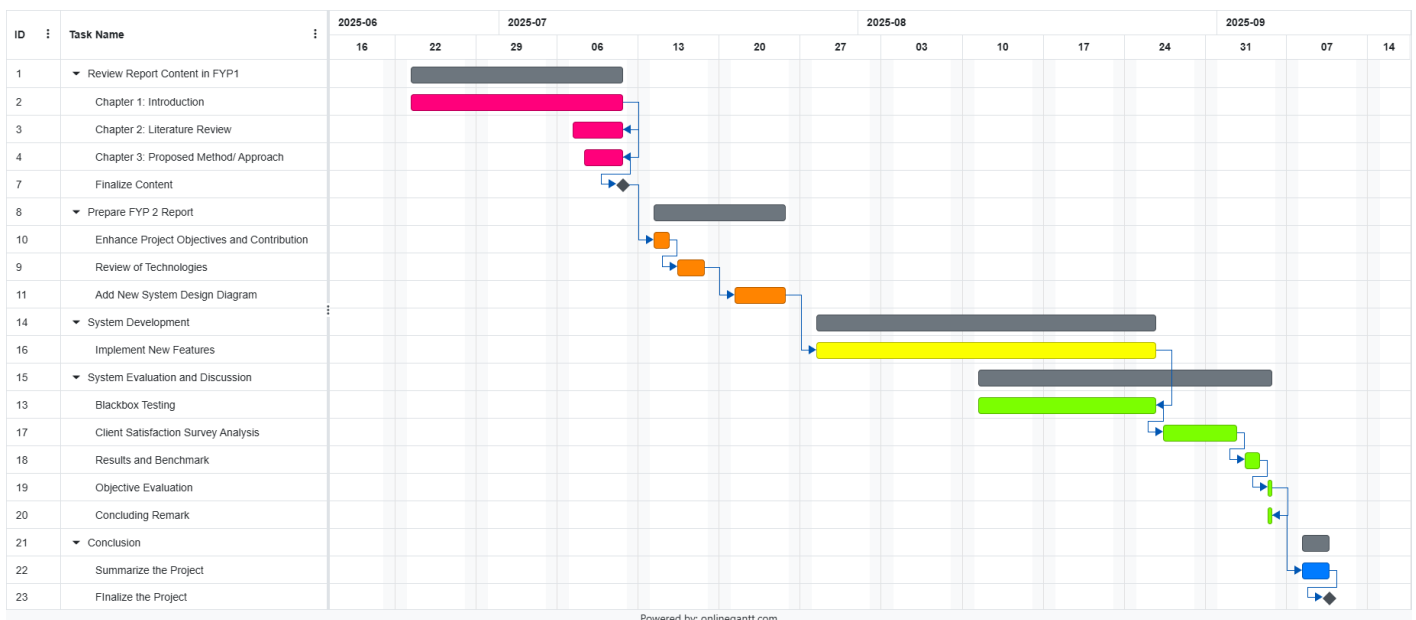 ID Task Name 2025-06 2025-07 2025-08 2025-09
16 22 29 06 13 20 27 03 10 17 24 31 07 14
1 Review Report Content in FYP1
2 Chapter 1: Introduction
3 Chapter 2: Literature Review
4 Chapter 3: Proposed Method/ Approach
7 Finalize Content
8 Prepare FYP 2 Report
10 Enhance Project Objectives and Contribution
9 Review of Technologies
11 Add New System Design Diagram
14 System Development
16 Implement New Features
15 System Evaluation and Discussion
13 Blackbox Testing
17 Client Satisfaction Survey Analysis
18 Results and Benchmark
19 Objective Evaluation
20 Concluding Remark
21 Conclusion
22 Summarize the Project
23 FInalize the Project
Powered by: onlinegantt.com